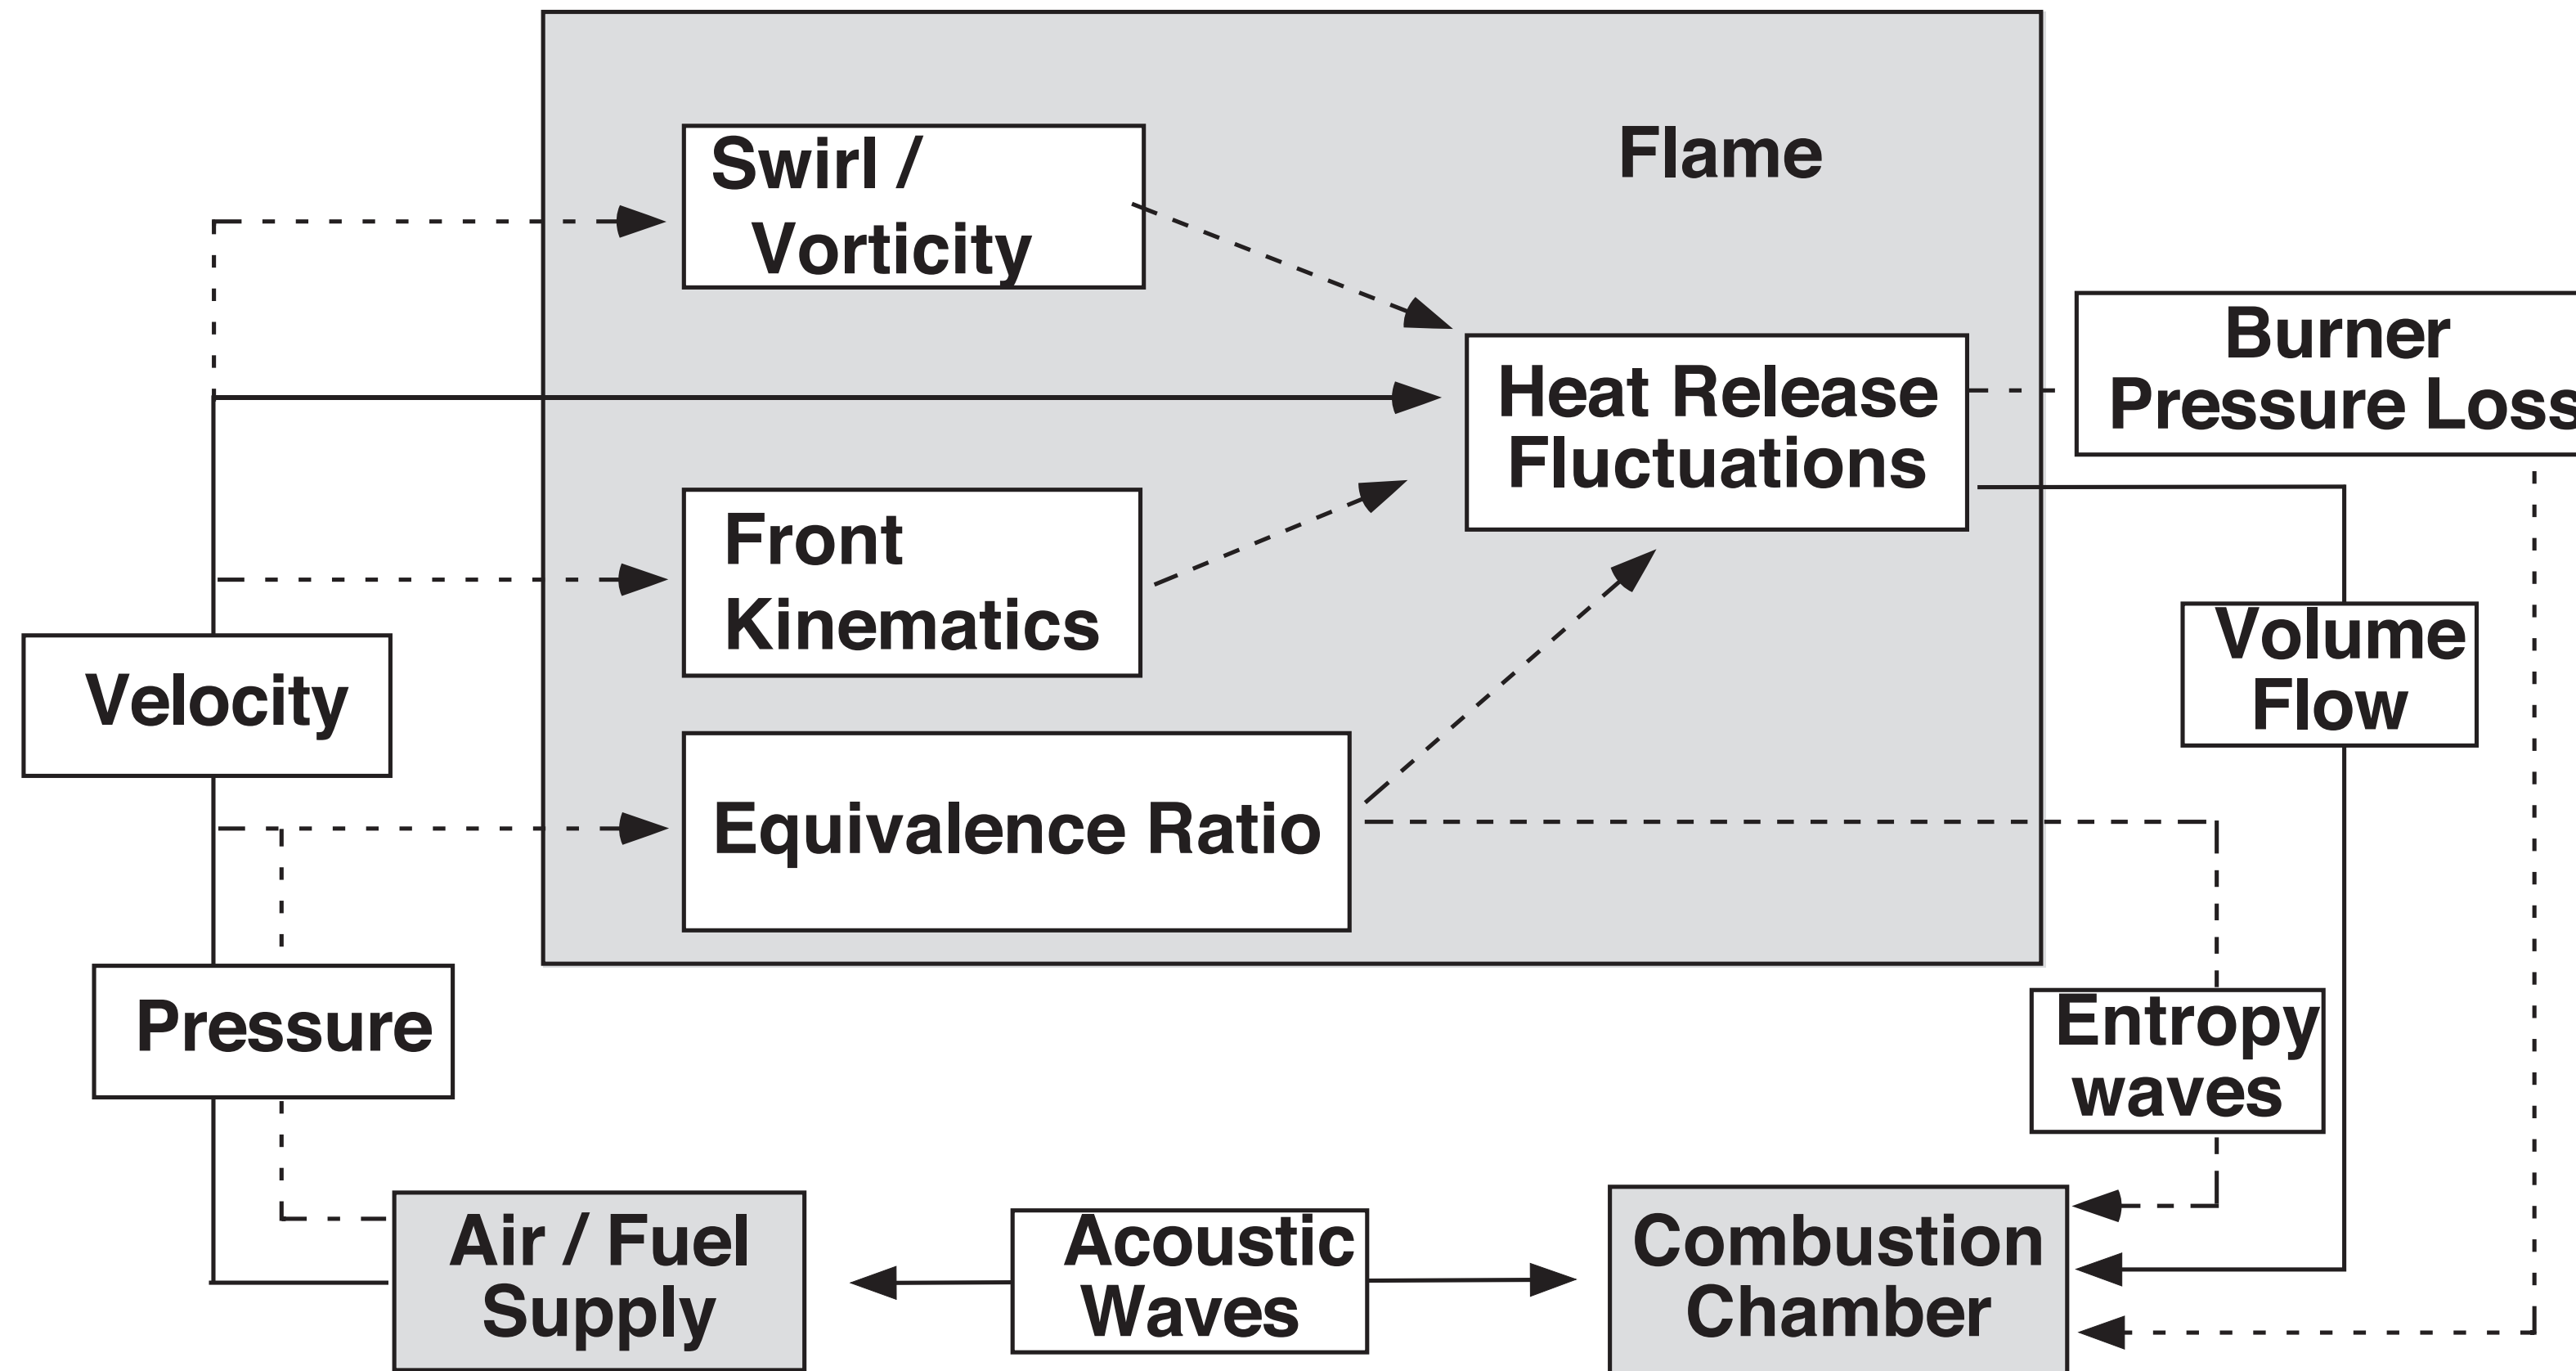 Swirl /
Vorticity
Flame
Burner
Pressure Loss
Heat Release
Fluctuations
Front
Kinematics
Velocity
Volume
Flow
Equivalence Ratio
Pressure
Entropy
waves
Air / Fuel
Supply
Acoustic
Waves
Combustion
Chamber